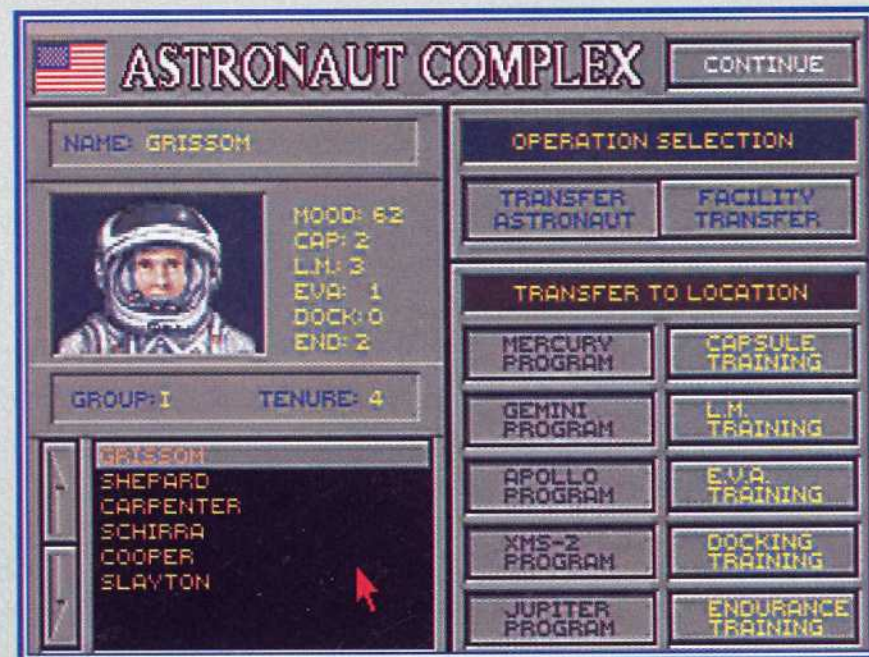 ASTRONAUT COMPLEX
CONTINUE
NAME: GRISSOM
MOOD: 62
CAP: 2
L.M.: 3
EVA: 1
DOCK: 0
END: 2
GROUP: I TENURE: 4
GRISSOM
SHEPARD
CARPENTER
SCHIRRA
COOPER
SLAYTON
OPERATION SELECTION
TRANSFER
ASTRONAUT
FACILITY
TRANSFER
TRANSFER TO LOCATION
MERCURY
PROGRAM
CAPSULE
TRAINING
GEMINI
PROGRAM
L.M.
TRAINING
APOLLO
PROGRAM
E.V.A.
TRAINING
XMS-2
PROGRAM
DOCKING
TRAINING
JUPITER
PROGRAM
ENDURANCE
TRAINING